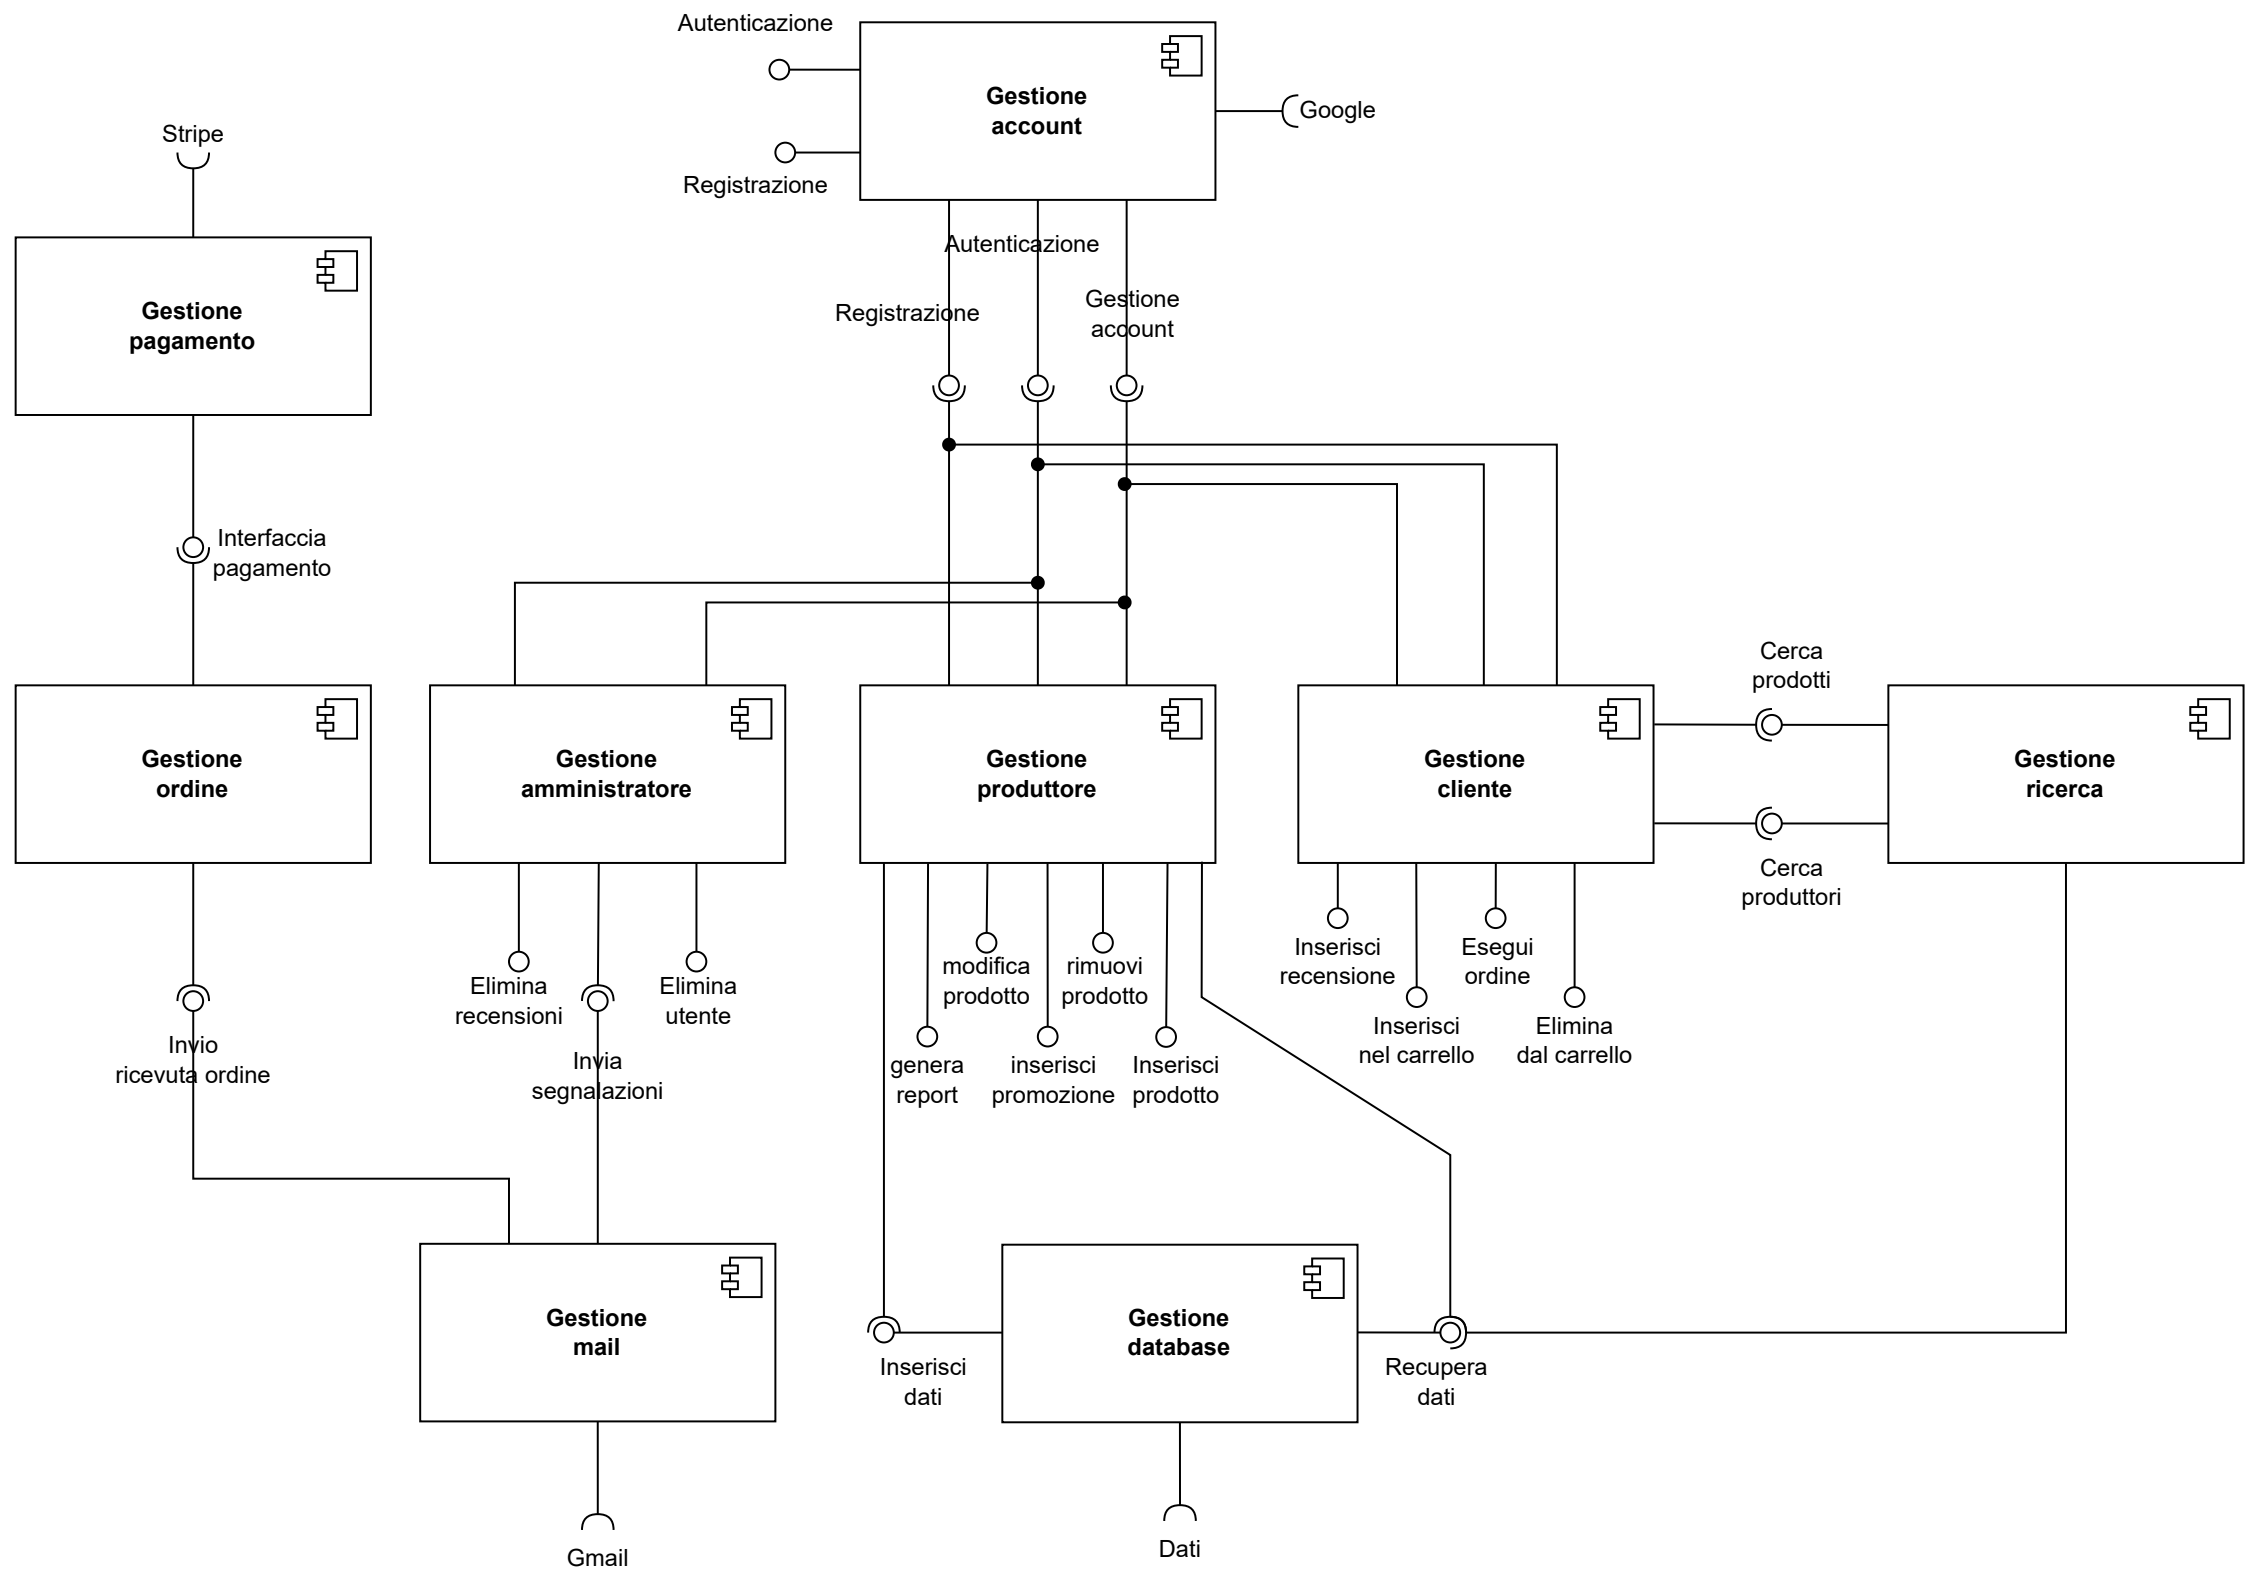 Autenticazione
Gestione
account
Google
Stripe
Registrazione
Autenticazione
Gestione
account
Registrazione
Gestione
pagamento
Interfaccia
pagamento
Cerca
prodotti
Gestione
ordine
Gestione
amministratore
Gestione
produttore
Gestione
cliente
Gestione
ricerca
Cerca
produttori
Elimina
recensioni
Elimina
utente
modifica
prodotto
rimuovi
prodotto
Inserisci
recensione
Esegui
ordine
Invio
ricevuta ordine
Invia
segnalazioni
genera
report
inserisci
promozione
Inserisci
prodotto
Inserisci
nel carrello
Elimina
dal carrello
Gestione
mail
Gestione
database
Inserisci
dati
Recupera
dati
Gmail
Dati